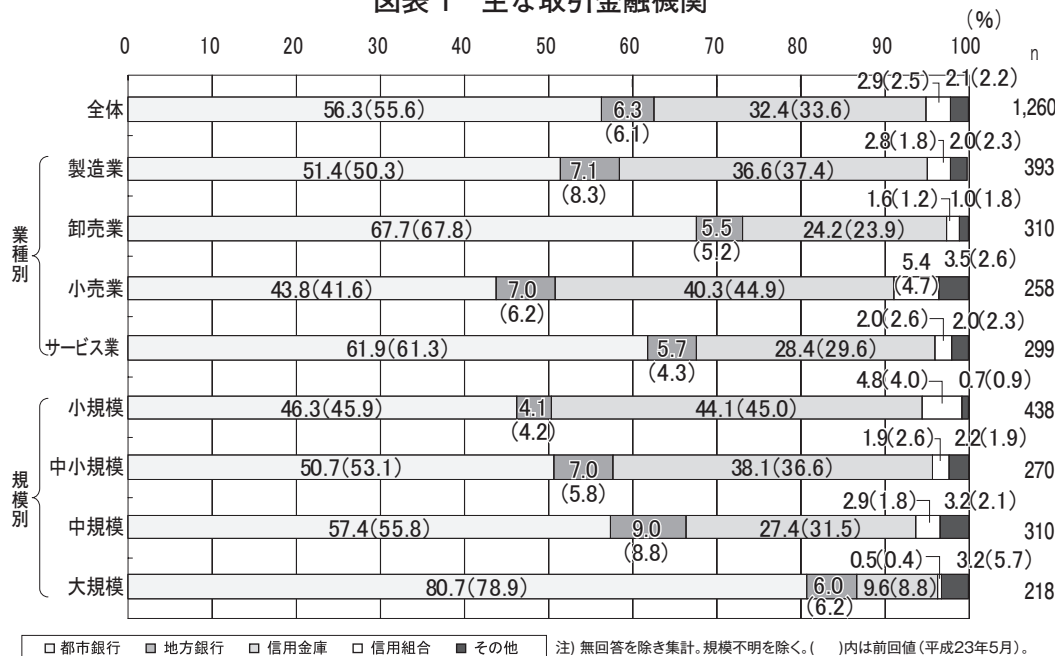 図表 1 主な取引金融機関
(%)
0 10 20 30 40 50 60 70 80 90 100 n
2.9(2.5) 2.1(2.2)
全体 56.3(55.6) 6.3 32.4(33.6) 1,260
(6.1)
2.8(1.8) 2.0(2.3)
製造業 51.4(50.3) 7.1 36.6(37.4) 393
(8.3)
1.6(1.2) 1.0(1.8)
卸売業 67.7(67.8) 5.5 24.2(23.9) 310
(5.2)
業種別
5.4 3.5(2.6)
小売業 43.8(41.6) 7.0 40.3(44.9) (4.7) 258
(6.2)
2.0(2.6) 2.0(2.3)
サービス業 61.9(61.3) 5.7 28.4(29.6) 299
(4.3)
4.8(4.0) 0.7(0.9)
小規模 46.3(45.9) 4.1 44.1(45.0) 438
(4.2)
1.9(2.6) 2.2(1.9)
中小規模 50.7(53.1) 7.0 38.1(36.6) 270
(5.8)
規模別
2.9(1.8) 3.2(2.1)
中規模 57.4(55.8) 9.0 27.4(31.5) 310
(8.8)
0.5(0.4) 3.2(5.7)
大規模 80.7(78.9) 6.0 9.6(8.8) 218
(6.2)
都市銀行 地方銀行 信用金庫 信用組合 その他
注) 無回答を除き集計。規模不明を除く。( )内は前回値(平成23年5月)。